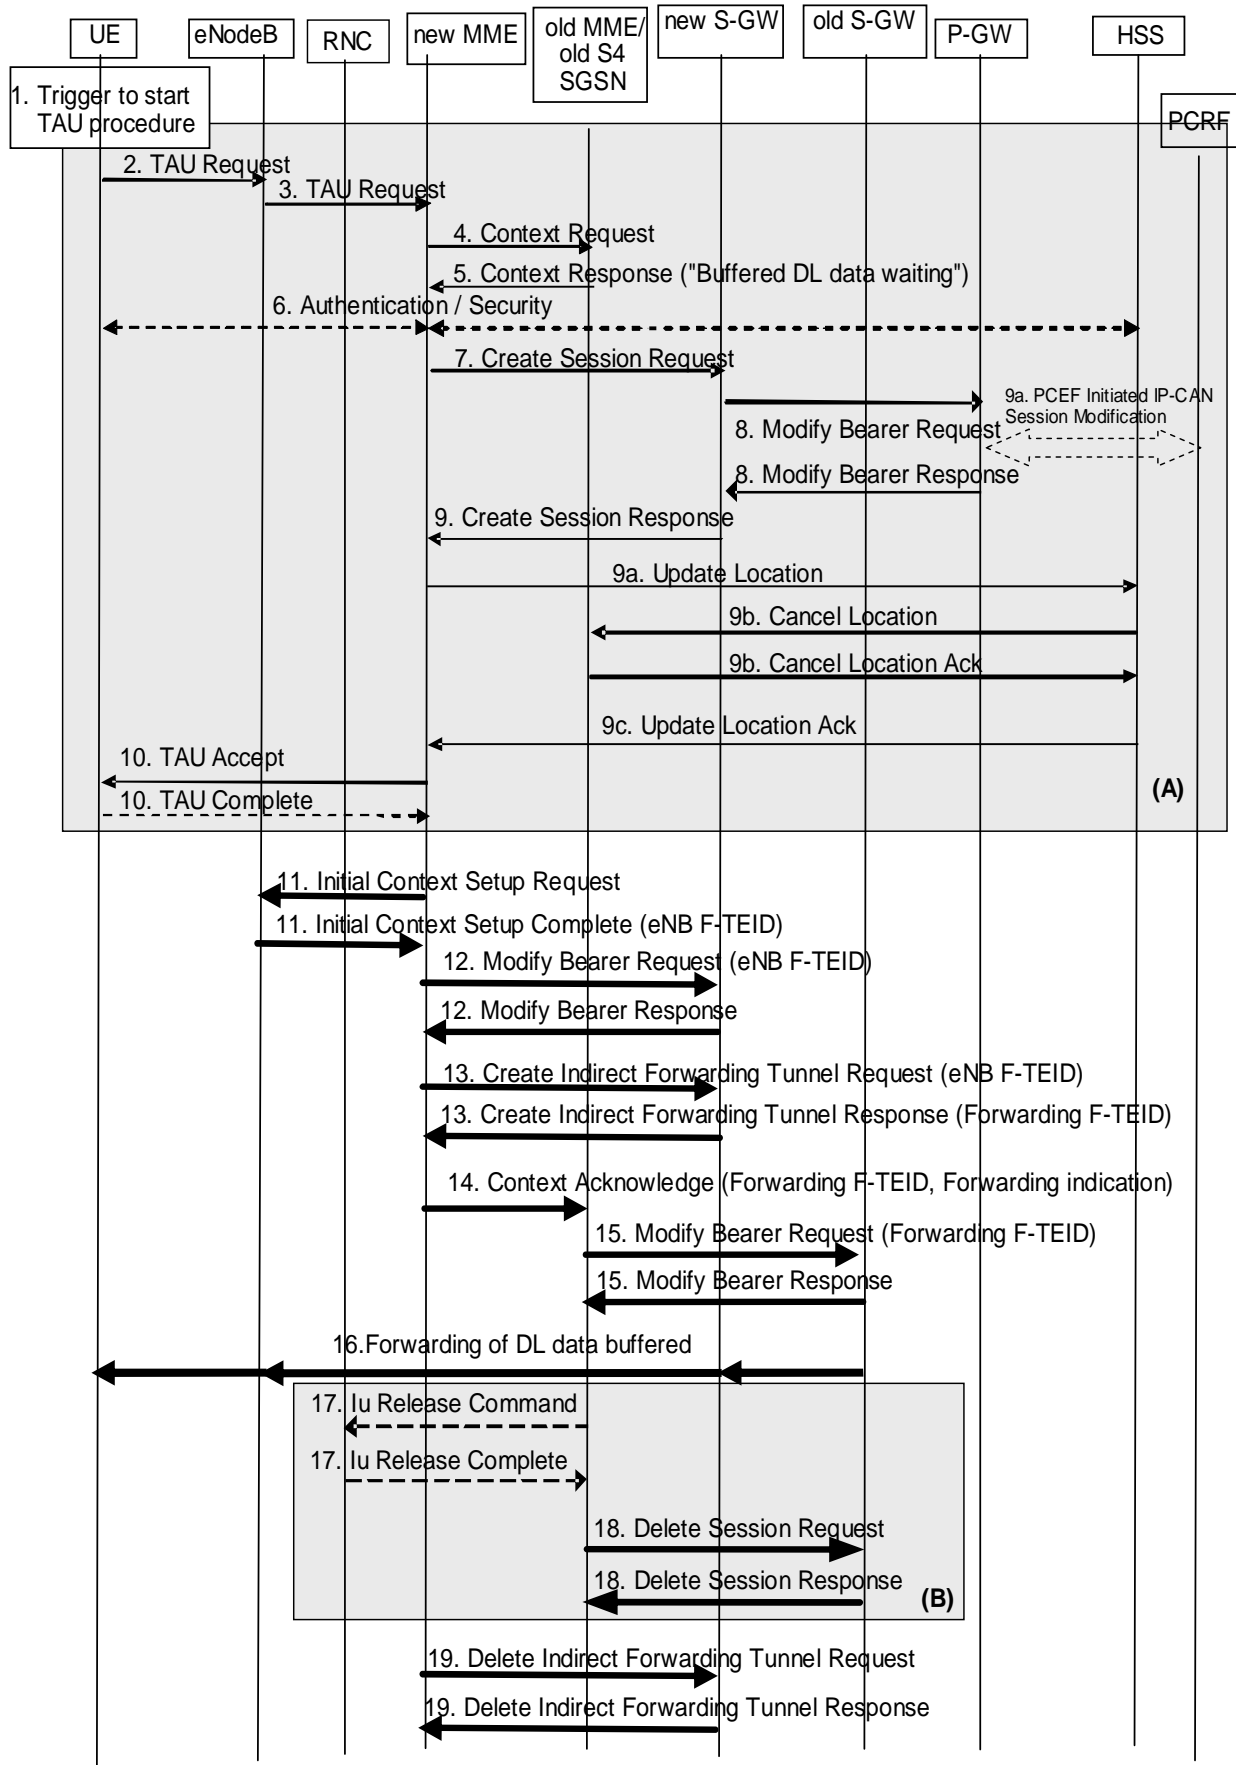 UE
eNodeB
RNC
new MME
old MME/
old S4
SGSN
new S-GW
old S-GW
P-GW
HSS
PCRF
1. Trigger to start
TAU procedure
2. TAU Request
3. TAU Request
4. Context Request
5. Context Response ("Buffered DL data waiting")
6. Authentication / Security
7. Create Session Request
9a. PCEF Initiated IP-CAN
Session Modification
8. Modify Bearer Request
8. Modify Bearer Response
9. Create Session Response
9a. Update Location
9b. Cancel Location
9b. Cancel Location Ack
9c. Update Location Ack
10. TAU Accept
10. TAU Complete
(A)
11. Initial Context Setup Request
11. Initial Context Setup Complete (eNB F-TEID)
12. Modify Bearer Request (eNB F-TEID)
12. Modify Bearer Response
13. Create Indirect Forwarding Tunnel Request (eNB F-TEID)
13. Create Indirect Forwarding Tunnel Response (Forwarding F-TEID)
14. Context Acknowledge (Forwarding F-TEID, Forwarding indication)
15. Modify Bearer Request (Forwarding F-TEID)
15. Modify Bearer Response
16.Forwarding of DL data buffered
17. Iu Release Command
17. Iu Release Complete
18. Delete Session Request
18. Delete Session Response
(B)
19. Delete Indirect Forwarding Tunnel Request
19. Delete Indirect Forwarding Tunnel Response